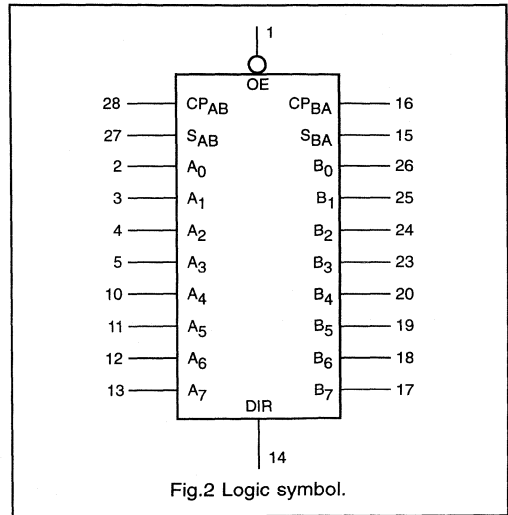 1
OE
28 CPAB CPBA 16
27 SAB SBA 15
2 A0 B0 26
3 A1 B1 25
4 A2 B2 24
5 A3 B3 23
10 A4 B4 20
11 A5 B5 19
12 A6 B6 18
13 A7 B7 17
DIR
14
Fig.2 Logic symbol.